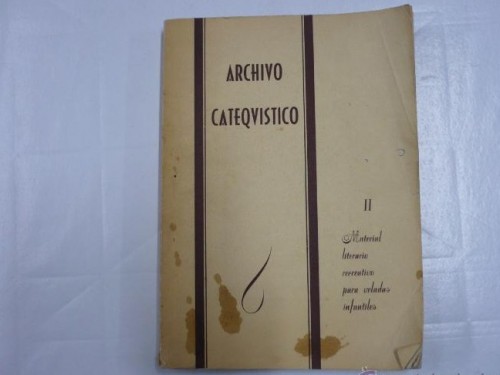 ARCHIVO
CATEQVISTICO
II
Material
literario
recreativo
para veladas
infantiles